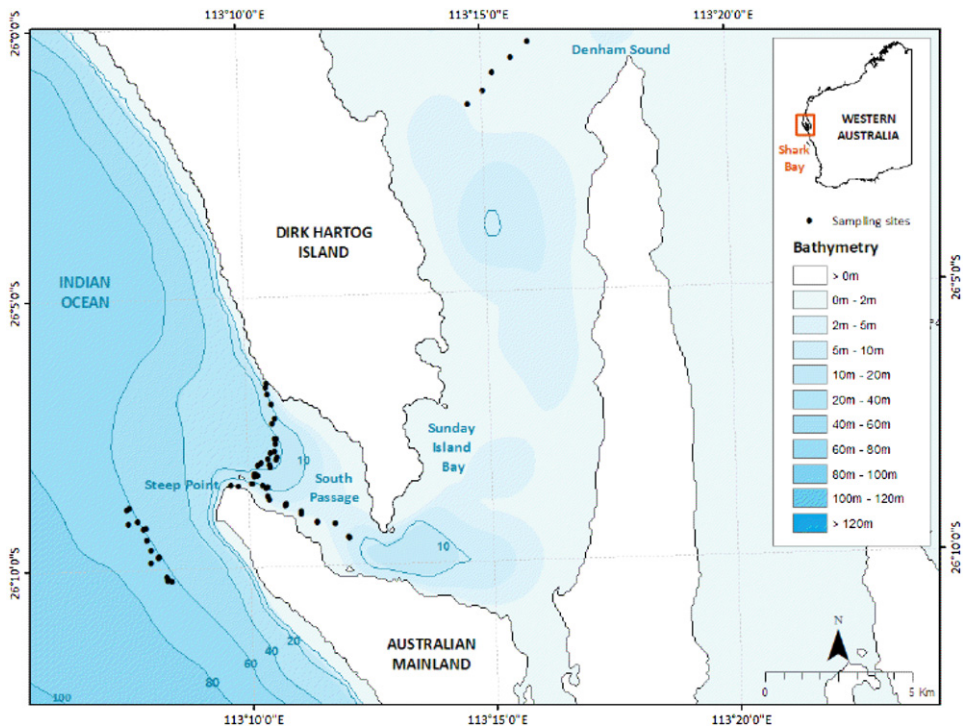 113°10'0"E
113°15'0"E
113°20'0"E
26°0'0"S
Denham Sound
WESTERN
AUSTRALIA
Shark
Bay
Sampling sites
Bathymetry
> 0m
0m - 2m
2m - 5m
5m - 10m
10m - 20m
20m - 40m
40m - 60m
60m - 80m
80m - 100m
100m - 120m
> 120m
DIRK HARTOG
ISLAND
INDIAN
OCEAN
26°5'0"S
26°5'0"S
Sunday
Island
Bay
10
South
Passage
Steep Point
10
26°10'0"S
26°10'0"S
AUSTRALIAN
MAINLAND
20
40
60
80
100
N
0
5 Km
113°10'0"E
113°15'0"E
113°20'0"E